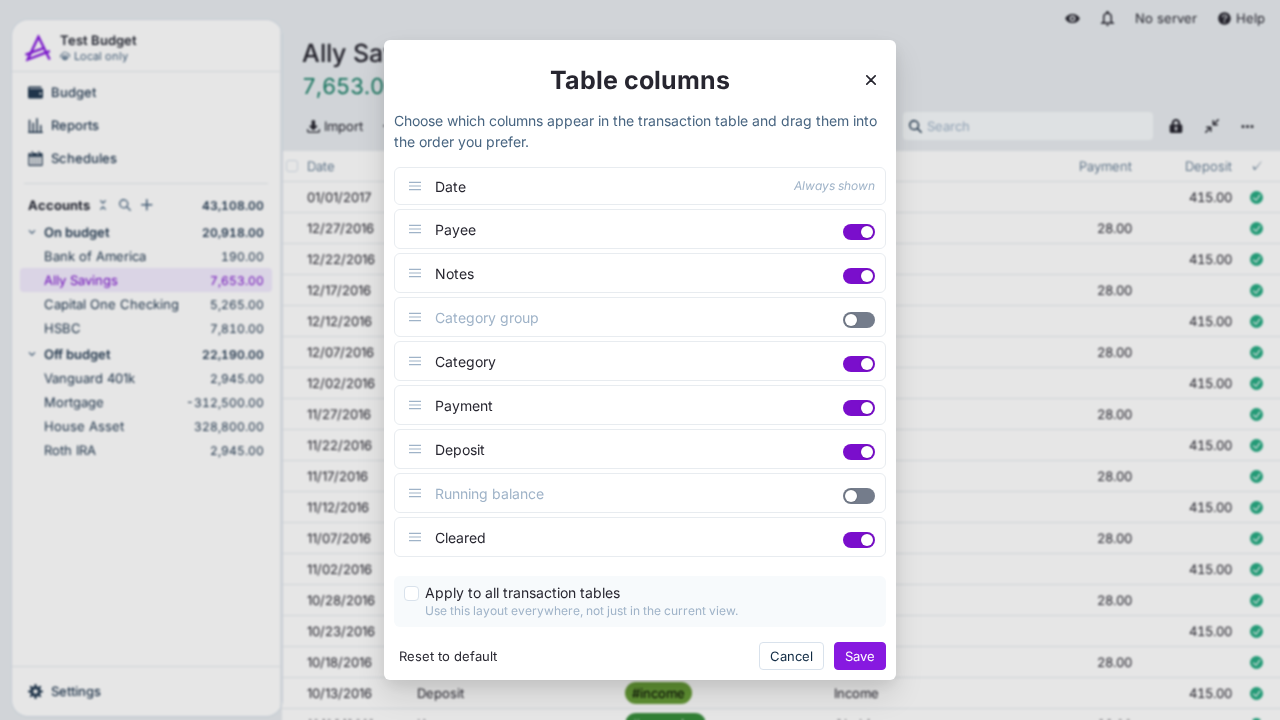 Test Budget
Local only
Budget
Reports
Schedules
Accounts 43,108.00
On budget 20,918.00
Bank of America 190.00
Ally Savings 7,653.00
Capital One Checking 5,265.00
HSBC 7,810.00
Off budget 22,190.00
Vanguard 401k 2,945.00
Mortgage -312,500.00
House Asset 328,800.00
Roth IRA 2,945.00
Settings
No server
Help
Ally Sa
7,653.0
Import
Search
Date Payment Deposit ✓
01/01/2017 415.00
12/27/2016 28.00
12/22/2016 415.00
12/17/2016 28.00
12/12/2016 415.00
12/07/2016 28.00
12/02/2016 415.00
11/27/2016 28.00
11/22/2016 415.00
11/17/2016 28.00
11/12/2016 415.00
11/07/2016 28.00
11/02/2016 415.00
10/28/2016 28.00
10/23/2016 415.00
10/18/2016 28.00
10/13/2016 Deposit #income Income 415.00
Table columns
Choose which columns appear in the transaction table and drag them into
the order you prefer.
Date Always shown
Payee
Notes
Category group
Category
Payment
Deposit
Running balance
Cleared
Apply to all transaction tables
Use this layout everywhere, not just in the current view.
Reset to default
Cancel
Save